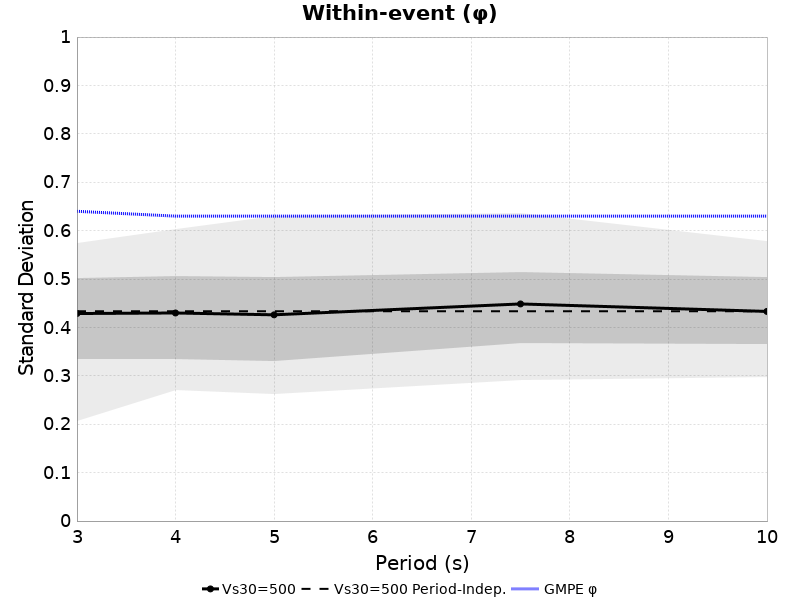 Within-event (φ)
1
0.9
0.8
0.7
0.6
0.5
0.4
0.3
0.2
0.1
0
Standard Deviation
3 4 5 6 7 8 9 10
Period (s)
Vs30=500 Vs30=500 Period-Indep. GMPE φ